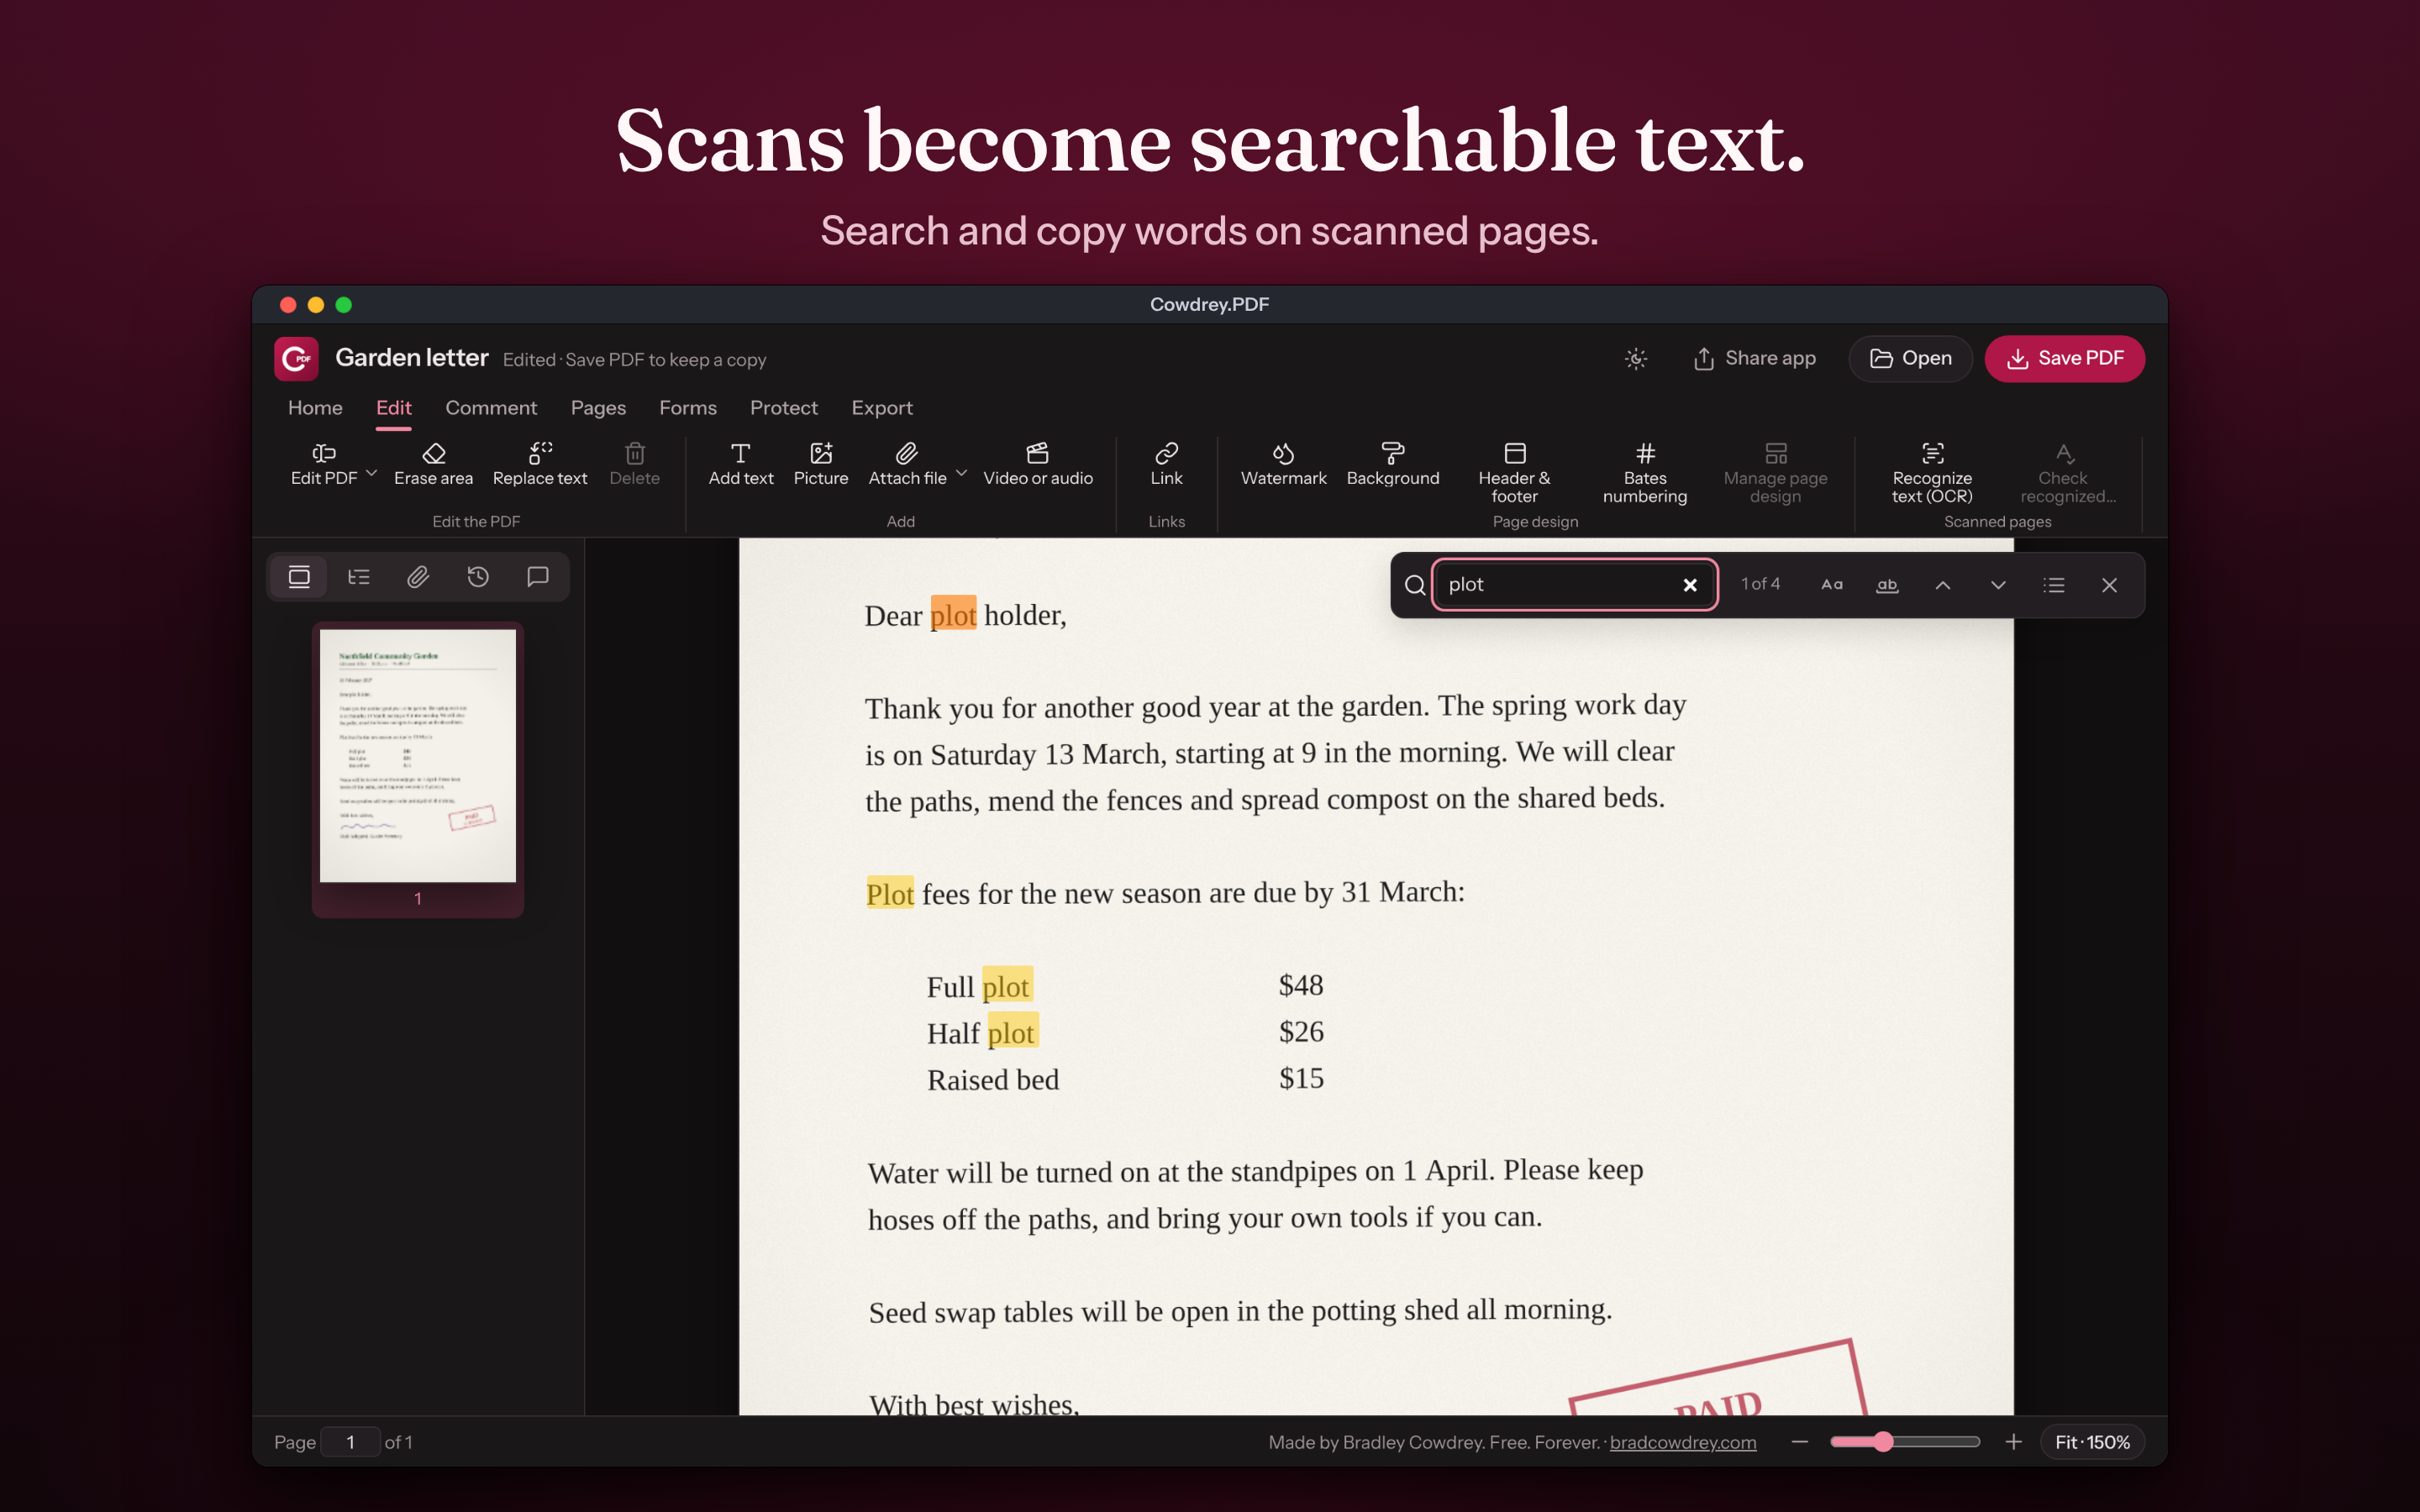 Scans become searchable text.
Search and copy words on scanned pages.
Cowdrey.PDF
C PDF
Garden letter Edited · Save PDF to keep a copy
Share app Open Save PDF
Home Edit Comment Pages Forms Protect Export
Edit PDF Erase area Replace text Delete
Edit the PDF
Add text Picture Attach file Video or audio
Add
Link
Links
Watermark Background Header & footer Bates numbering Manage page design
Page design
Recognize text (OCR) Check recognized...
Scanned pages
plot 1 of 4 Aa ab
Northfield Community Garden
1
Dear plot holder,
Thank you for another good year at the garden. The spring work day
is on Saturday 13 March, starting at 9 in the morning. We will clear
the paths, mend the fences and spread compost on the shared beds.
Plot fees for the new season are due by 31 March:
Full plot $48
Half plot $26
Raised bed $15
Water will be turned on at the standpipes on 1 April. Please keep
hoses off the paths, and bring your own tools if you can.
Seed swap tables will be open in the potting shed all morning.
With best wishes,
PAID
Page 1 of 1
Made by Bradley Cowdrey. Free. Forever. · bradcowdrey.com
Fit · 150%